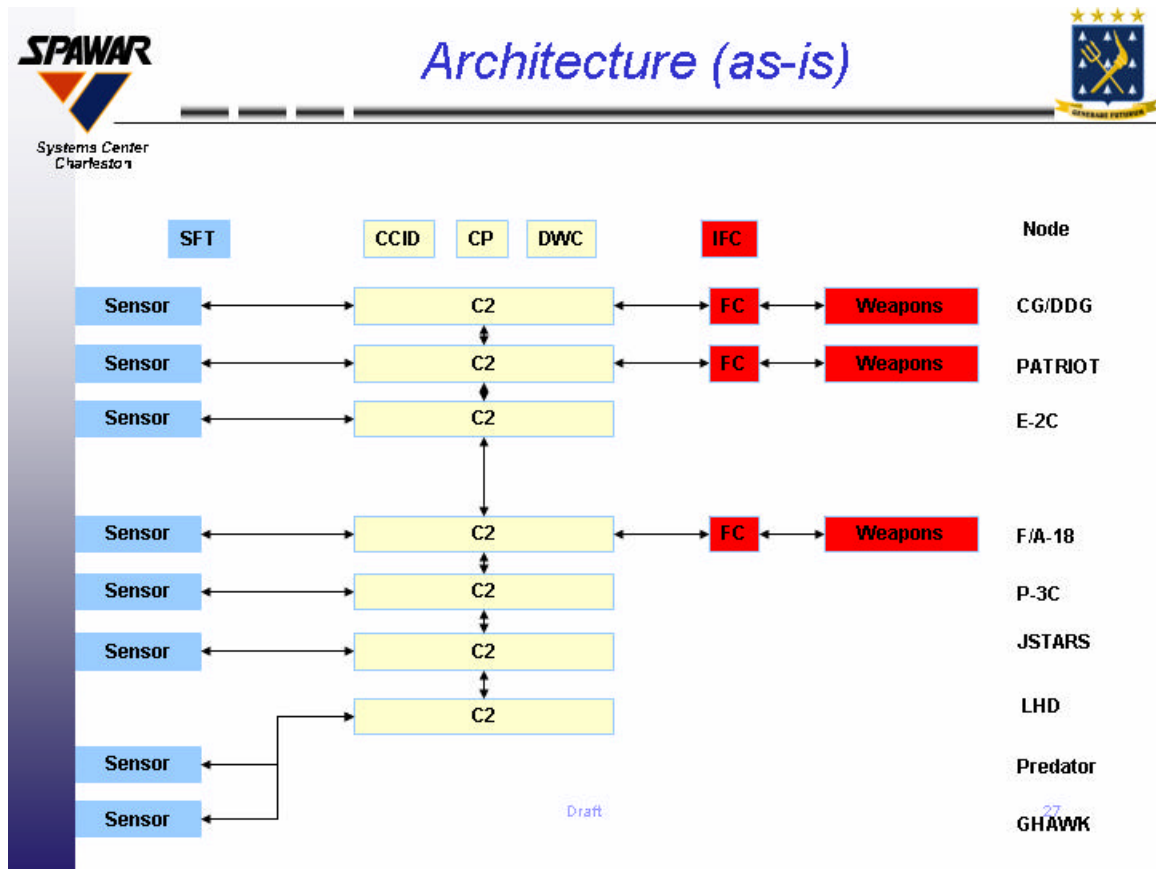 SPAWAR
Systems Center
Charleston
Architecture (as-is)
GENERARE FUTURUM
SFT CCID CP DWC IFC Node
Sensor C2 FC Weapons CG/DDG
Sensor C2 FC Weapons PATRIOT
Sensor C2 E-2C
Sensor C2 FC Weapons F/A-18
Sensor C2 P-3C
Sensor C2 JSTARS
C2 LHD
Sensor Predator
Sensor GHAWK
Draft 27